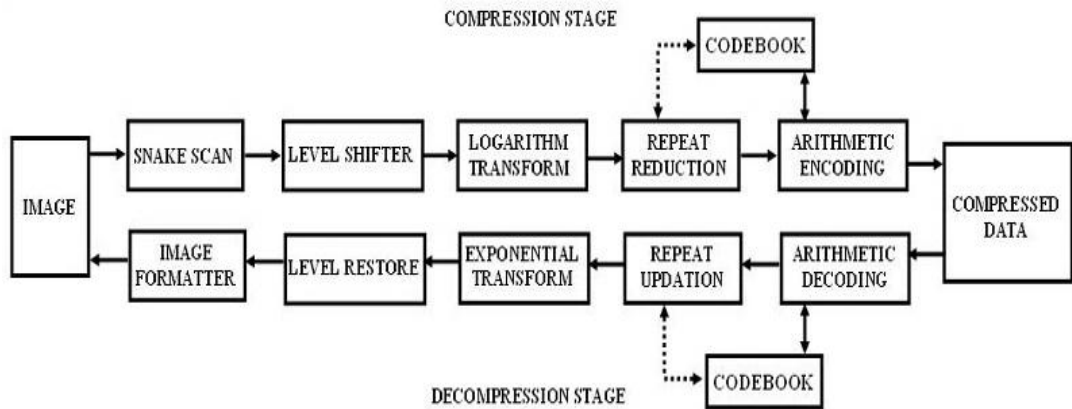 COMPRESSION STAGE
CODEBOOK
IMAGE
SNAKE SCAN
LEVEL SHIFTER
LOGARITHM
TRANSFORM
REPEAT
REDUCTION
ARITHMETIC
ENCODING
COMPRESSED
DATA
IMAGE
FORMATTER
LEVEL RESTORE
EXPONENTIAL
TRANSFORM
REPEAT
UPDATION
ARITHMETIC
DECODING
CODEBOOK
DECOMPRESSION STAGE